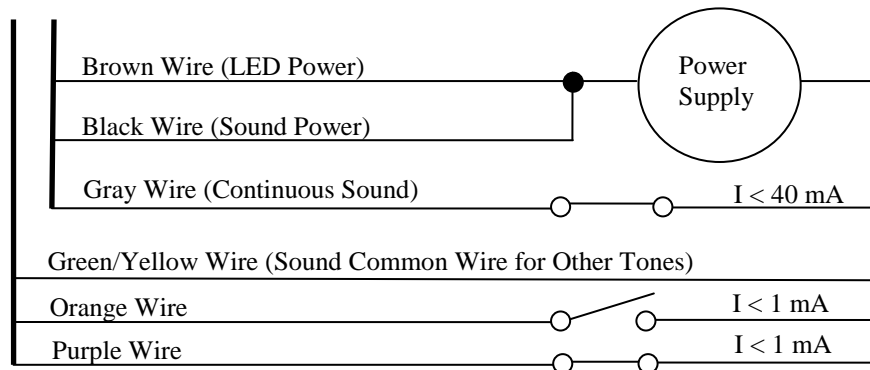 Brown Wire (LED Power)
Power
Supply
Black Wire (Sound Power)
Gray Wire (Continuous Sound)
I < 40 mA
Green/Yellow Wire (Sound Common Wire for Other Tones)
Orange Wire
I < 1 mA
Purple Wire
I < 1 mA